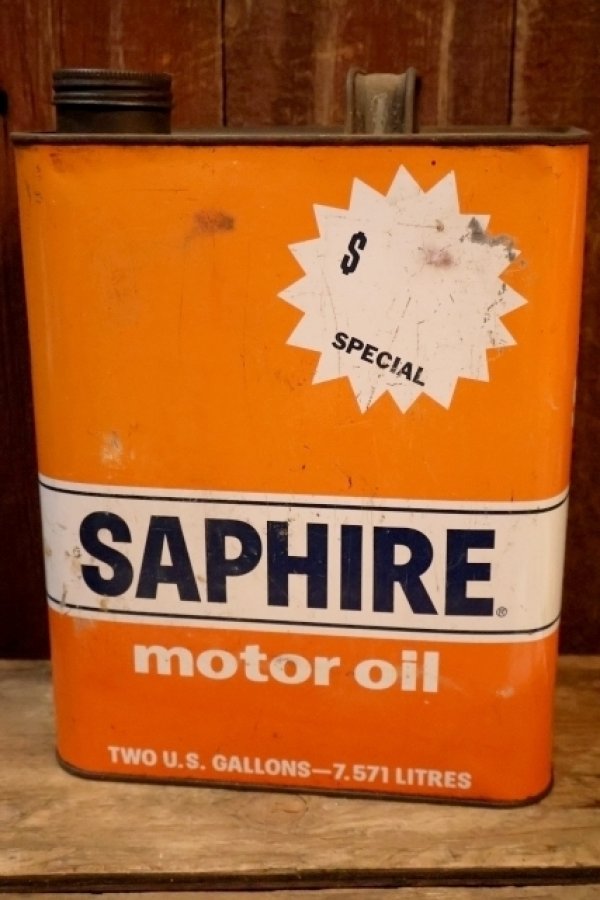 $
SPECIAL
SAPHIRE®
motor oil
TWO U.S. GALLONS—7.571 LITRES